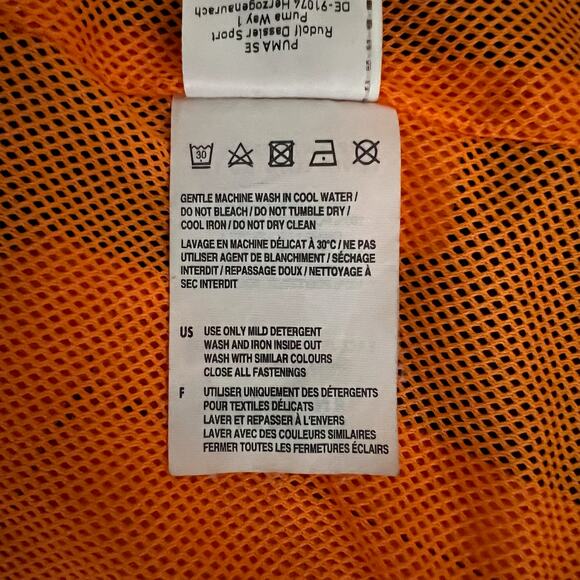 PUMA SE
Rudolf Dassler Sport
Puma Way 1
DE-91074 Herzogenaurach
30
GENTLE MACHINE WASH IN COOL WATER /
DO NOT BLEACH / DO NOT TUMBLE DRY /
COOL IRON / DO NOT DRY CLEAN
LAVAGE EN MACHINE DÉLICAT À 30°C / NE PAS
UTILISER AGENT DE BLANCHIMENT / SÉCHAGE
INTERDIT / REPASSAGE DOUX / NETTOYAGE À
SEC INTERDIT
US USE ONLY MILD DETERGENT
WASH AND IRON INSIDE OUT
WASH WITH SIMILAR COLOURS
CLOSE ALL FASTENINGS
F UTILISER UNIQUEMENT DES DÉTERGENTS
POUR TEXTILES DÉLICATS
LAVER ET REPASSER À L'ENVERS
LAVER AVEC DES COULEURS SIMILAIRES
FERMER TOUTES LES FERMETURES ÉCLAIRS